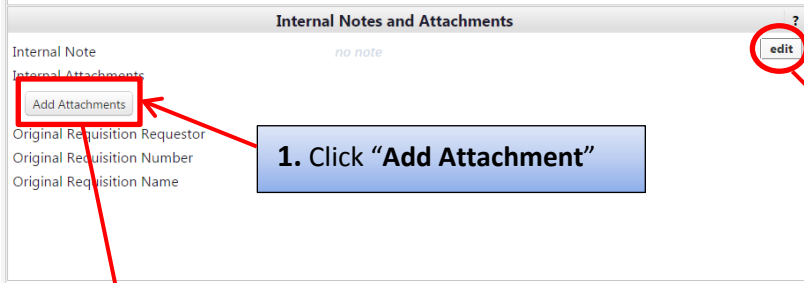 Internal Notes and Attachments ?
Internal Note no note edit
Internal Attachments
Add Attachments
Original Requisition Requestor
Original Requisition Number
Original Requisition Name
1. Click “Add Attachment”